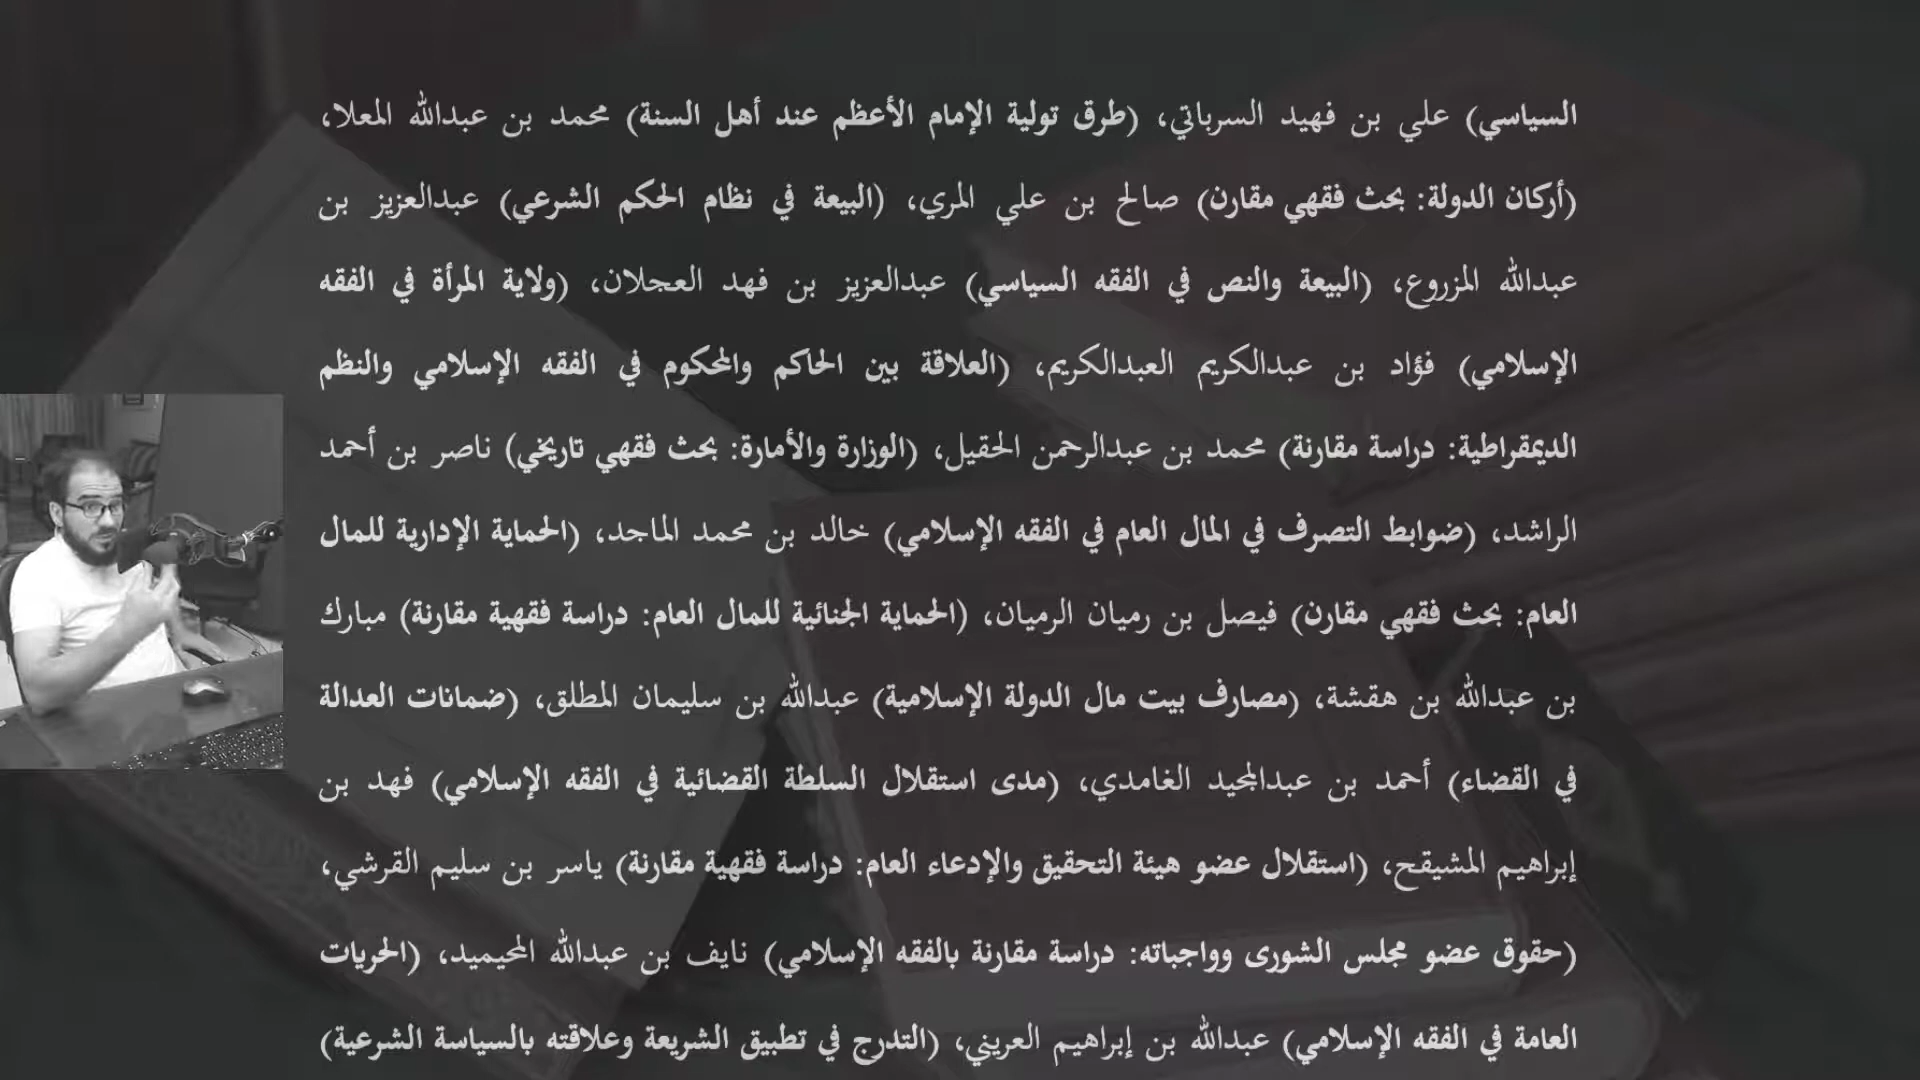 السياسي) علي بن فهيد السرباتي، (طرق تولية الإمام الأعظم عند أهل السنة) محمد بن عبدالله المعلا،
(أركان الدولة: بحث فقهي مقارن) صالح بن علي المري، (البيعة في نظام الحكم الشرعي) عبدالعزيز بن
عبدالله المزروع، (البيعة والنص في الفقه السياسي) عبدالعزيز بن فهد العجلان، (ولاية المرأة في الفقه
الإسلامي) فؤاد بن عبدالكريم العبدالكريم، (العلاقة بين الحاكم والمحكوم في الفقه الإسلامي والنظم
الديمقراطية: دراسة مقارنة) محمد بن عبدالرحمن الحقيل، (الوزارة والأمارة: بحث فقهي تاريخي) ناصر بن أحمد
الراشد، (ضوابط التصرف في المال العام في الفقه الإسلامي) خالد بن محمد الماجد، (الحماية الإدارية للمال
العام: بحث فقهي مقارن) فيصل بن رميان الرميان، (الحماية الجنائية للمال العام: دراسة فقهية مقارنة) مبارك
بن عبدالله بن هقشة، (مصارف بيت مال الدولة الإسلامية) عبدالله بن سليمان المطلق، (ضمانات العدالة
في القضاء) أحمد بن عبدالمجيد الغامدي، (مدى استقلال السلطة القضائية في الفقه الإسلامي) فهد بن
إبراهيم المشيقح، (استقلال عضو هيئة التحقيق والإدعاء العام: دراسة فقهية مقارنة) ياسر بن سليم القرشي،
(حقوق عضو مجلس الشورى وواجباته: دراسة مقارنة بالفقه الإسلامي) نايف بن عبدالله المحيميد، (الحريات
العامة في الفقه الإسلامي) عبدالله بن إبراهيم العريني، (التدرج في تطبيق الشريعة وعلاقته بالسياسة الشرعية)